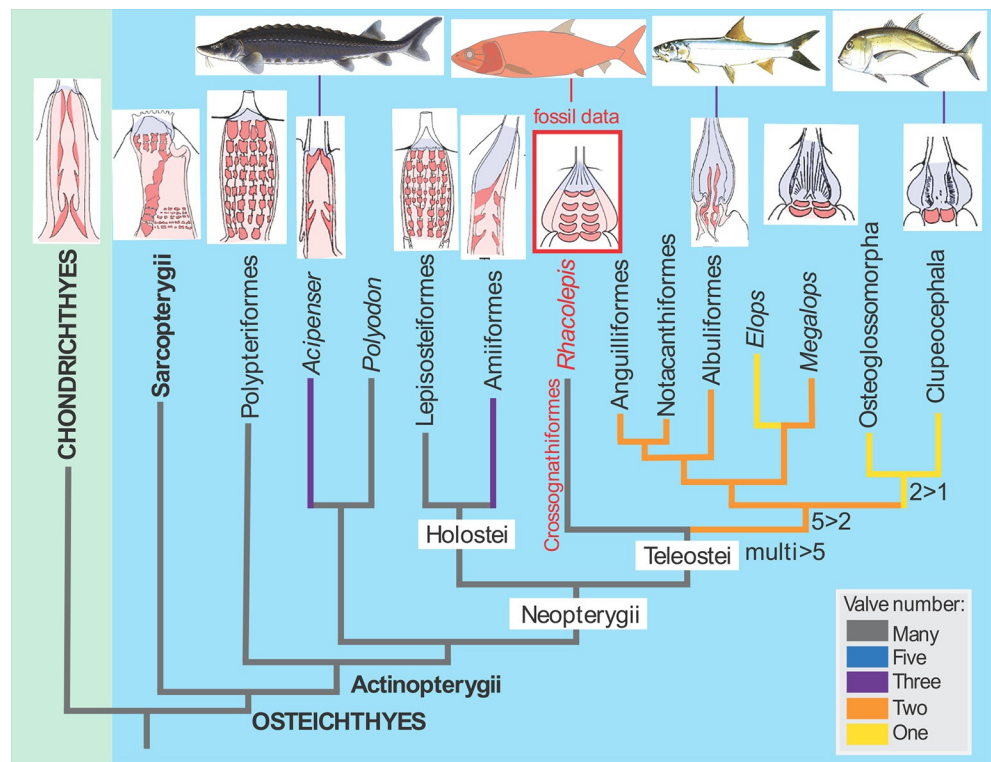 fossil data
CHONDRICHTHYES
Sarcopterygii
Polypteriformes
Acipenser
Polyodon
Lepisosteiformes
Amiiformes
Crossognathiformes
Rhacolepis
Anguilliformes
Notacanthiformes
Albuliformes
Elops
Megalops
Osteoglossomorpha
Clupeocephala
2>1
5>2
Holostei
Teleostei
multi>5
Neopterygii
Actinopterygii
OSTEICHTHYES
Valve number:
Many
Five
Three
Two
One